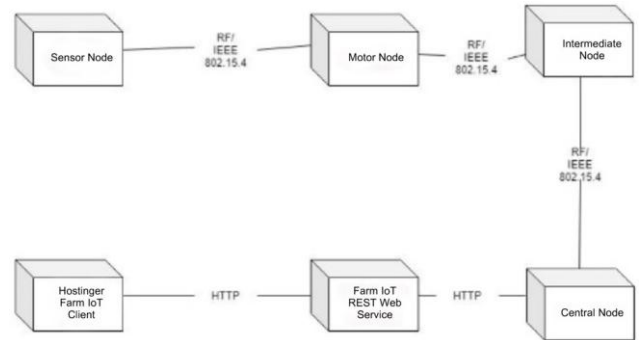 Sensor Node
RF/
IEEE
802.15.4
Motor Node
RF/
IEEE
802.15.4
Intermediate
Node
RF/
IEEE
802.15.4
Hostinger
Farm IoT
Client
HTTP
Farm IoT
REST Web
Service
HTTP
Central Node